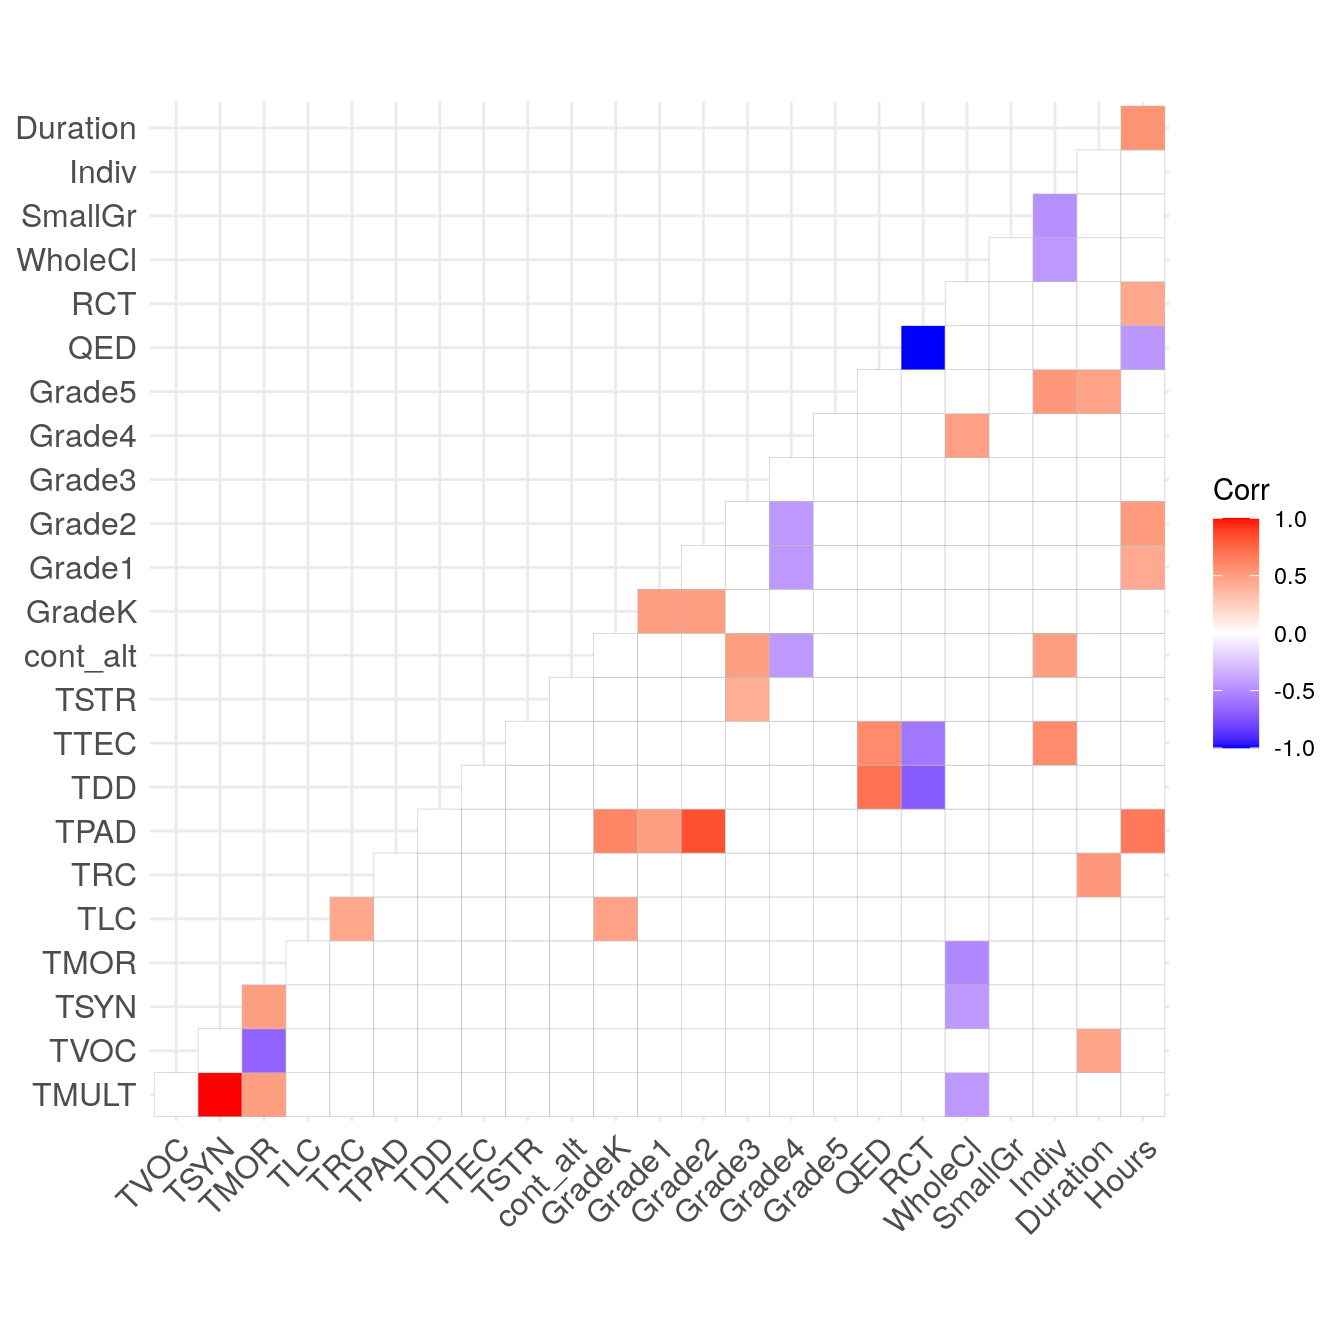 Duration
Indiv
SmallGr
WholeCl
RCT
QED
Grade5
Grade4
Grade3
Grade2
Grade1
GradeK
cont_alt
TSTR
TTEC
TDD
TPAD
TRC
TLC
TMOR
TSYN
TVOC
TMULT
TVOC
TSYN
TMOR
TLC
TRC
TPAD
TDD
TTEC
TSTR
cont_alt
GradeK
Grade1
Grade2
Grade3
Grade4
Grade5
QED
RCT
WholeCl
SmallGr
Indiv
Duration
Hours
Corr
1.0
0.5
0.0
-0.5
-1.0